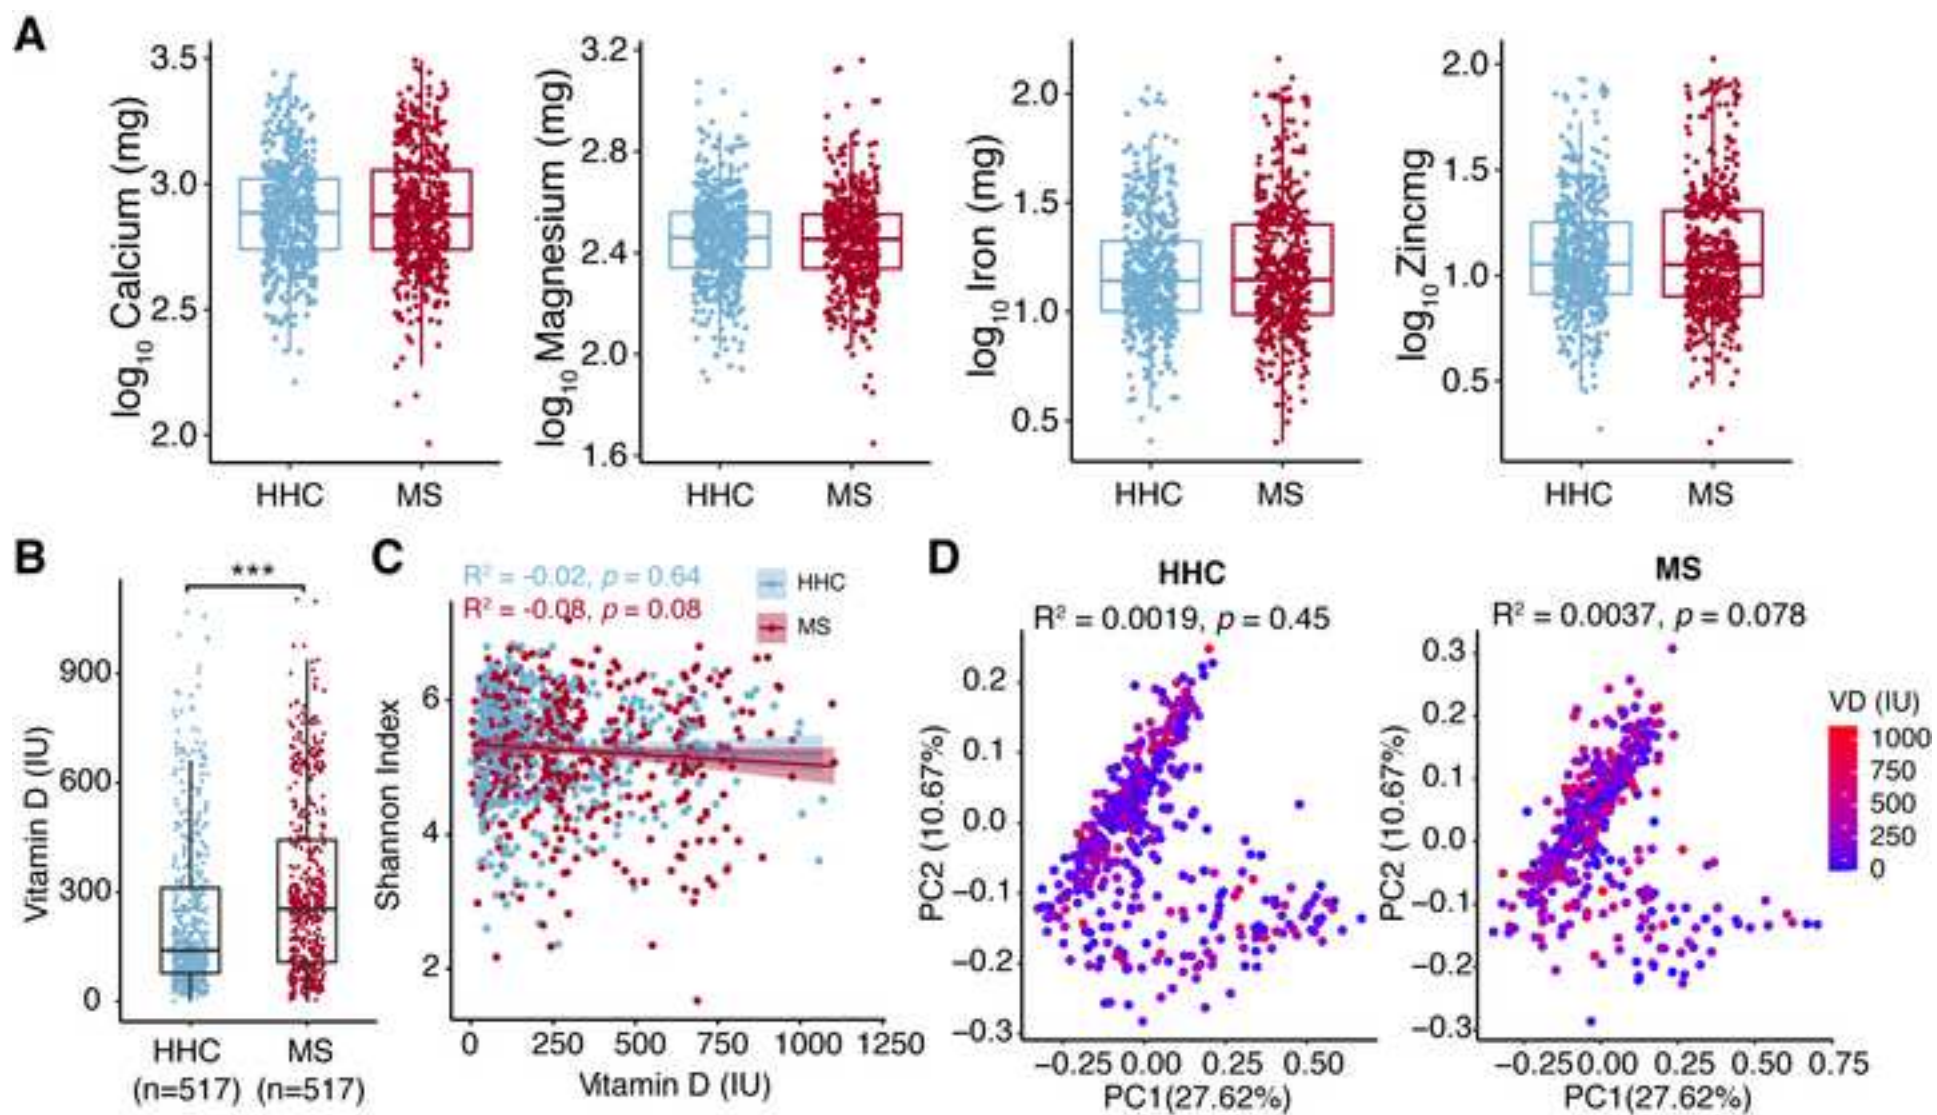 A
log10 Calcium (mg)
3.5
3.0
2.5
2.0
HHC
MS
log10 Magnesium (mg)
3.2
2.8
2.4
2.0
1.6
HHC
MS
log10 Iron (mg)
2.0
1.5
1.0
0.5
HHC
MS
log10 Zincmg
2.0
1.5
1.0
0.5
HHC
MS
B
***
Vitamin D (IU)
900
600
300
0
HHC
(n=517)
MS
(n=517)
C
R² = -0.02, p = 0.64
R² = -0.08, p = 0.08
HHC
MS
Shannon Index
6
4
2
0
250
500
750
1000
1250
Vitamin D (IU)
D
HHC
R² = 0.0019, p = 0.45
PC2 (10.67%)
0.2
0.1
0.0
−0.1
−0.2
−0.3
−0.25
0.00
0.25
0.50
PC1(27.62%)
MS
R² = 0.0037, p = 0.078
PC2 (10.67%)
0.3
0.2
0.1
0.0
−0.1
−0.2
−0.3
−0.25
0.00
0.25
0.50
0.75
PC1(27.62%)
VD (IU)
1000
750
500
250
0